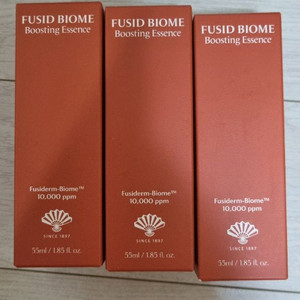 FUSID BIOME
Boosting Essence
Fusiderm-Biome™
10,000 ppm
SINCE 1897
55ml / 1.85 fl. oz.
FUSID BIOME
Boosting Essence
Fusiderm-Biome™
10,000 ppm
SINCE 1897
55ml / 1.85 fl. oz.
FUSID BIOME
Boosting Essence
Fusiderm-Biome™
10,000 ppm
SINCE 1897
55ml / 1.85 fl. oz.